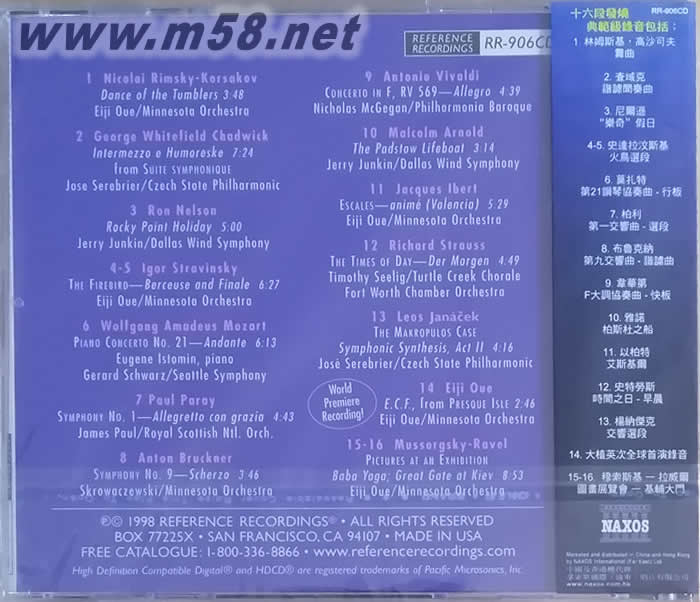 www.m58.net
REFERENCE RECORDINGS RR-906CD
1 Nicolai Rimsky-Korsakov
Dance of the Tumblers 3:48
Eiji Oue/Minnesota Orchestra
2 George Whitefield Chadwick
Intermezzo e Humoreske 7:24
from SUITE SYMPHONIQUE
Jose Serebrier/Czech State Philharmonic
3 Ron Nelson
Rocky Point Holiday 5:00
Jerry Junkin/Dallas Wind Symphony
4-5 Igor Stravinsky
THE FIREBIRD—Berceuse and Finale 6:27
Eiji Oue/Minnesota Orchestra
6 Wolfgang Amadeus Mozart
PIANO CONCERTO NO. 21—Andante 6:13
Eugene Istomin, piano
Gerard Schwarz/Seattle Symphony
7 Paul Paray
SYMPHONY NO. 1—Allegretto con grazia 4:43
James Paul/Royal Scottish Ntl. Orch.
8 Anton Bruckner
SYMPHONY NO. 9—Scherzo 3:46
Skrowaczewski/Minnesota Orchestra
9 Antonio Vivaldi
CONCERTO IN F, RV 569—Allegro 4:39
Nicholas McGegan/Philharmonia Baroque
10 Malcolm Arnold
The Padstow Lifeboat 3:14
Jerry Junkin/Dallas Wind Symphony
11 Jacques Ibert
ESCALES—animé (Valencia) 5:29
Eiji Oue/Minnesota Orchestra
12 Richard Strauss
THE TIMES OF DAY—Der Morgen 4:49
Timothy Seelig/Turtle Creek Chorale
Fort Worth Chamber Orchestra
13 Leos Janáček
THE MAKROPULOS CASE
Symphonic Synthesis, Act II 4:16
José Serebrier/Czech State Philharmonic
World
Premiere
Recording!
14 Eiji Oue
E.C.F., from PRESQUE ISLE 2:46
Eiji Oue/Minnesota Orchestra
15-16 Mussorgsky-Ravel
PICTURES AT AN EXHIBITION
Baba Yaga; Great Gate at Kiev 8:53
Eiji Oue/Minnesota Orchestra
℗© 1998 REFERENCE RECORDINGS® • ALL RIGHTS RESERVED
BOX 77225X • SAN FRANCISCO, CA 94107 • MADE IN USA
FREE CATALOGUE: 1-800-336-8866 • www.referencerecordings.com
High Definition Compatible Digital® and HDCD® are registered trademarks of Pacific Microsonics, Inc.
RR-906CD
十六段發燒
典範級錄音包括：
1 林姆斯基，高沙可夫
舞曲
2. 查域克
詼謔間奏曲
3. 尼爾遜
“樂奇”假日
4-5. 史達拉汶斯基
火鳥選段
6. 莫扎特
第21鋼琴協奏曲 - 行板
7. 柏利
第一交響曲 - 選段
8. 布魯克納
第九交響曲 - 諧謔曲
9. 韋華第
F大調協奏曲 - 快板
10. 雅諾
柏斯杜之船
11. 以柏特
艾斯基爾
12. 史特勞斯
時間之日 - 早晨
13. 楊納傑克
交響選段
14. 大植英次全球首演錄音
15-16. 穆索斯基 — 拉威爾
圖畫展覽會 — 基輔大門
NAXOS
Marketed and distributed in China and Hong Kong
by NAXOS International (Far East) Ltd.
www.naxos.com.hk